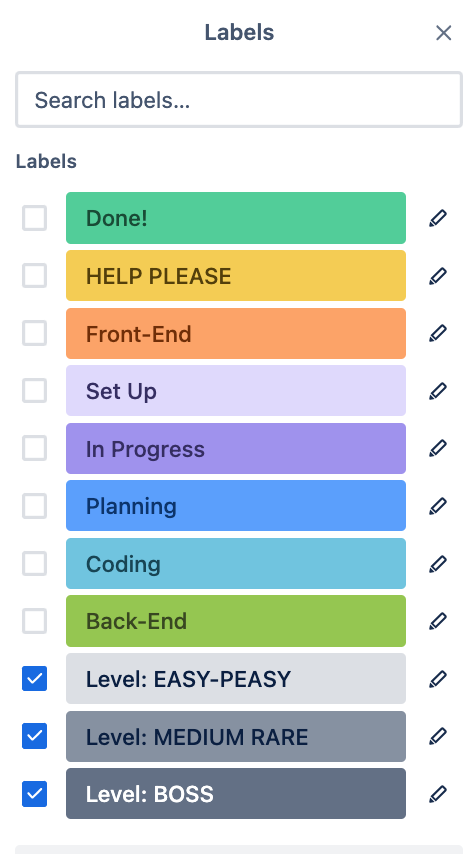 Labels
Search labels...
Labels
Done!
HELP PLEASE
Front-End
Set Up
In Progress
Planning
Coding
Back-End
Level: EASY-PEASY
Level: MEDIUM RARE
Level: BOSS